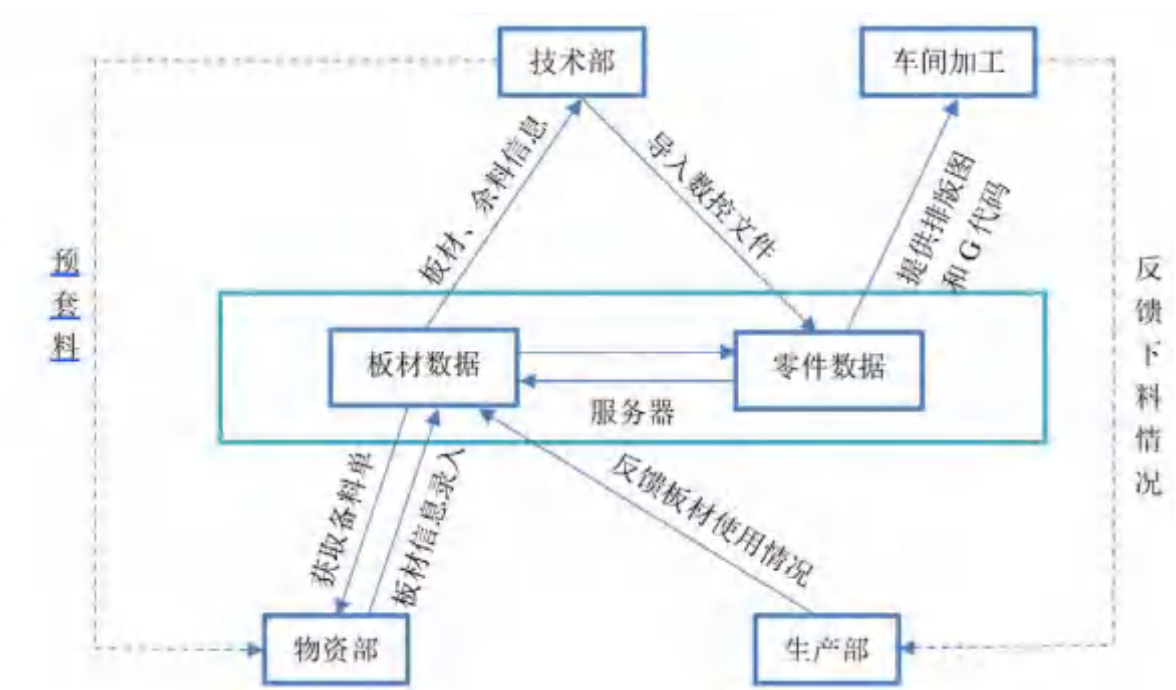 技术部
车间加工
板材、余料信息
导入数控文件
提供排版图
和 G 代码
预
套
料
反
馈
下
料
情
况
板材数据
零件数据
服务器
获取备料单
板材信息录入
反馈板材使用情况
物资部
生产部